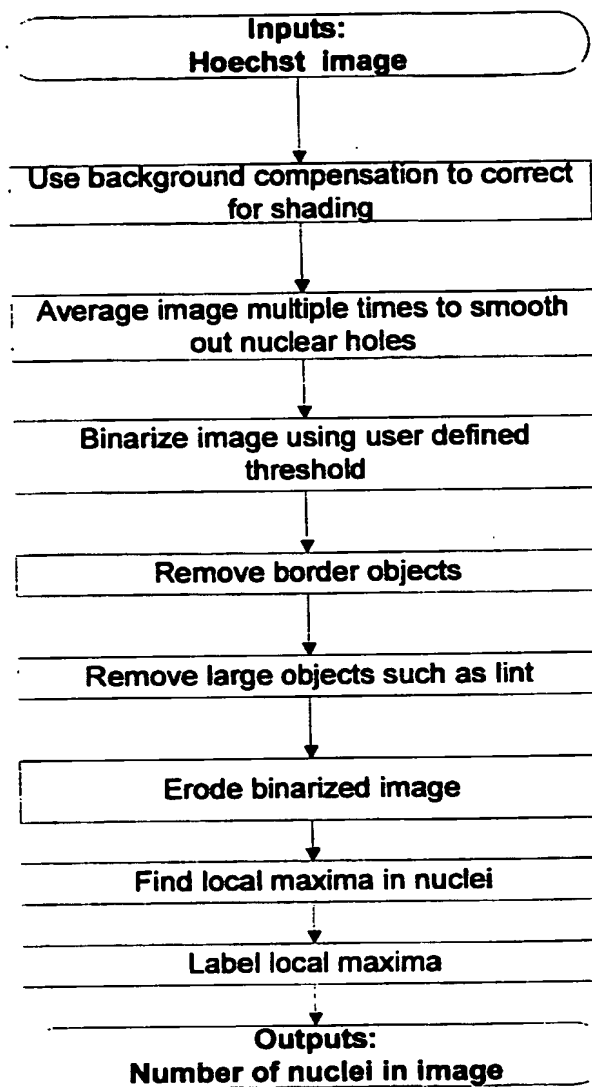 Inputs:
Hoechst image
Use background compensation to correct
for shading
Average image multiple times to smooth
out nuclear holes
Binarize image using user defined
threshold
Remove border objects
Remove large objects such as lint
Erode binarized image
Find local maxima in nuclei
Label local maxima
Outputs:
Number of nuclei in image